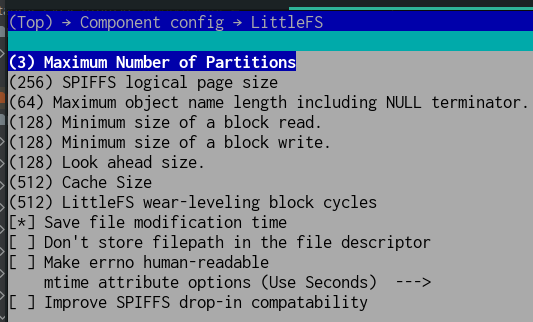 (Top) → Component config → LittleFS
(3) Maximum Number of Partitions
(256) SPIFFS logical page size
(64) Maximum object name length including NULL terminator.
(128) Minimum size of a block read.
(128) Minimum size of a block write.
(128) Look ahead size.
(512) Cache Size
(512) LittleFS wear-leveling block cycles
[*] Save file modification time
[ ] Don't store filepath in the file descriptor
[ ] Make errno human-readable
    mtime attribute options (Use Seconds)  --->
[ ] Improve SPIFFS drop-in compatability